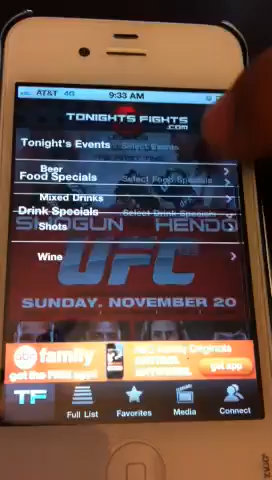 AT&T 4G 9:33 AM
TONIGHTS FIGHTS
.COM
Tonight's Events Select Events
Beer
Food Specials Select Food Specials
Mixed Drinks
Drink Specials Select Drink Specials
Shots
SHOGUN HENDO
Wine
UFC
SUNDAY, NOVEMBER 20
abc family
get the FREE app
get app
TF
Full List
Favorites
Media
Connect